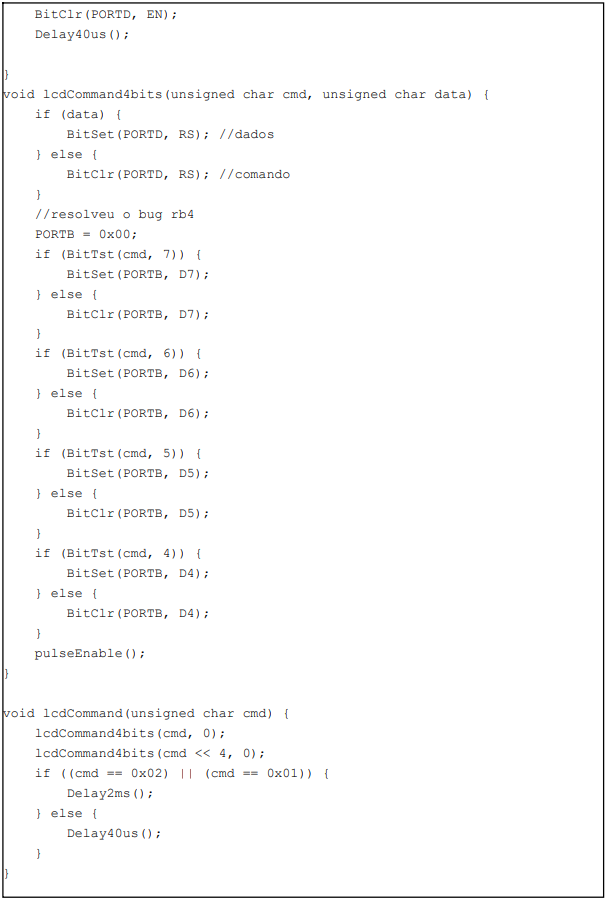 BitClr(PORTD, EN);
    Delay40us();

}
void lcdCommand4bits(unsigned char cmd, unsigned char data) {
    if (data) {
        BitSet(PORTD, RS); //dados
    } else {
        BitClr(PORTD, RS); //comando
    }
    //resolveu o bug rb4
    PORTB = 0x00;
    if (BitTst(cmd, 7)) {
        BitSet(PORTB, D7);
    } else {
        BitClr(PORTB, D7);
    }
    if (BitTst(cmd, 6)) {
        BitSet(PORTB, D6);
    } else {
        BitClr(PORTB, D6);
    }
    if (BitTst(cmd, 5)) {
        BitSet(PORTB, D5);
    } else {
        BitClr(PORTB, D5);
    }
    if (BitTst(cmd, 4)) {
        BitSet(PORTB, D4);
    } else {
        BitClr(PORTB, D4);
    }
    pulseEnable();
}

void lcdCommand(unsigned char cmd) {
    lcdCommand4bits(cmd, 0);
    lcdCommand4bits(cmd << 4, 0);
    if ((cmd == 0x02) || (cmd == 0x01)) {
        Delay2ms();
    } else {
        Delay40us();
    }
}